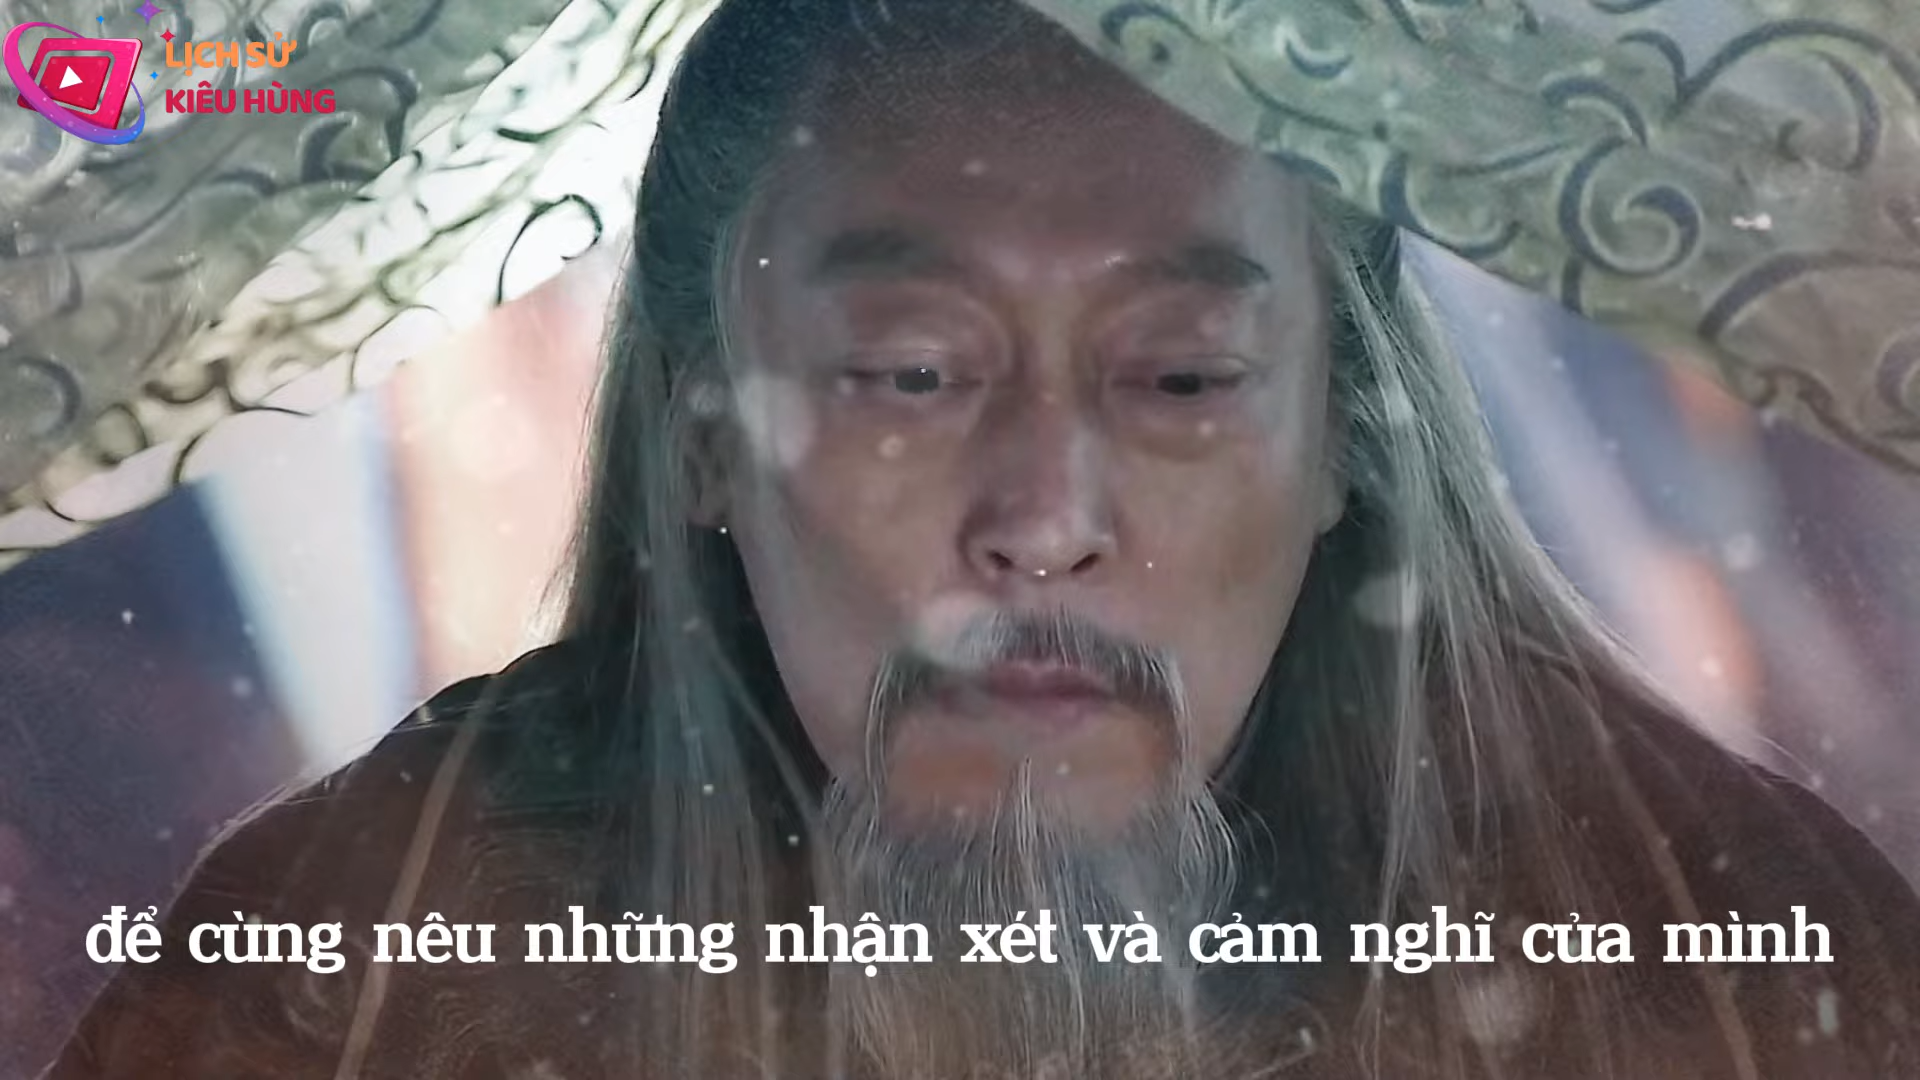 LỊCH SỬ
KIÊU HÙNG
để cùng nêu những nhận xét và cảm nghĩ của mình